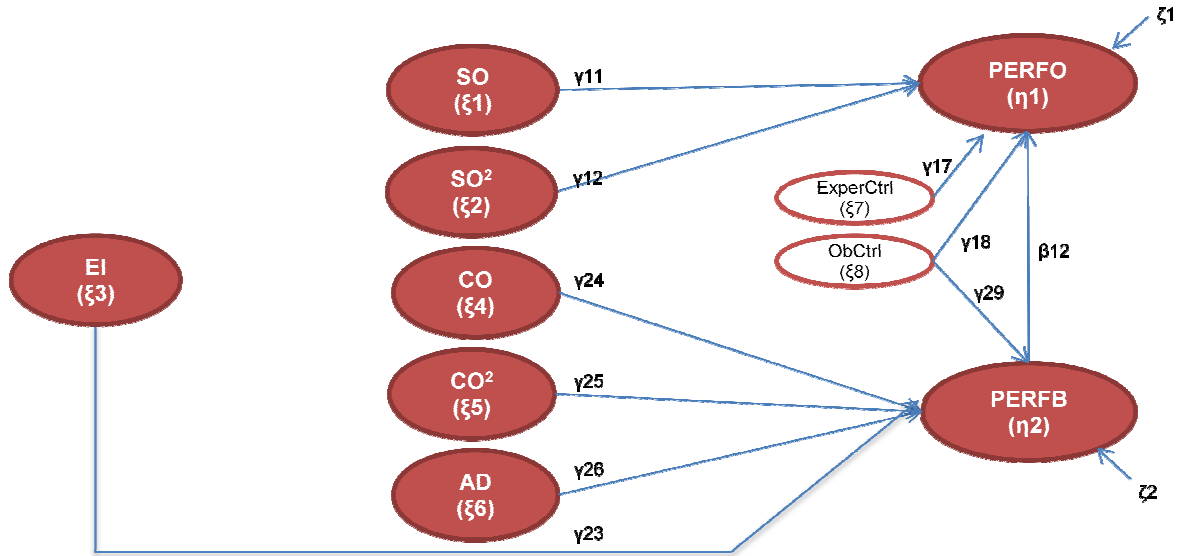 ζ1
SO
(ξ1)
γ11
PERFO
(η1)
SO²
(ξ2)
γ12
γ17
ExperCtrl
(ξ7)
EI
(ξ3)
CO
(ξ4)
γ24
ObCtrl
(ξ8)
γ18
β12
γ29
CO²
(ξ5)
γ25
PERFB
(η2)
AD
(ξ6)
γ26
ζ2
γ23